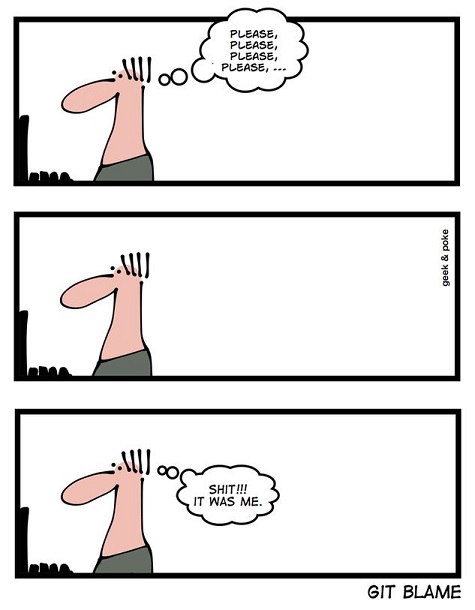 PLEASE,
PLEASE,
PLEASE,
PLEASE, ---
geek & poke
SHIT!!!
IT WAS ME.
GIT BLAME